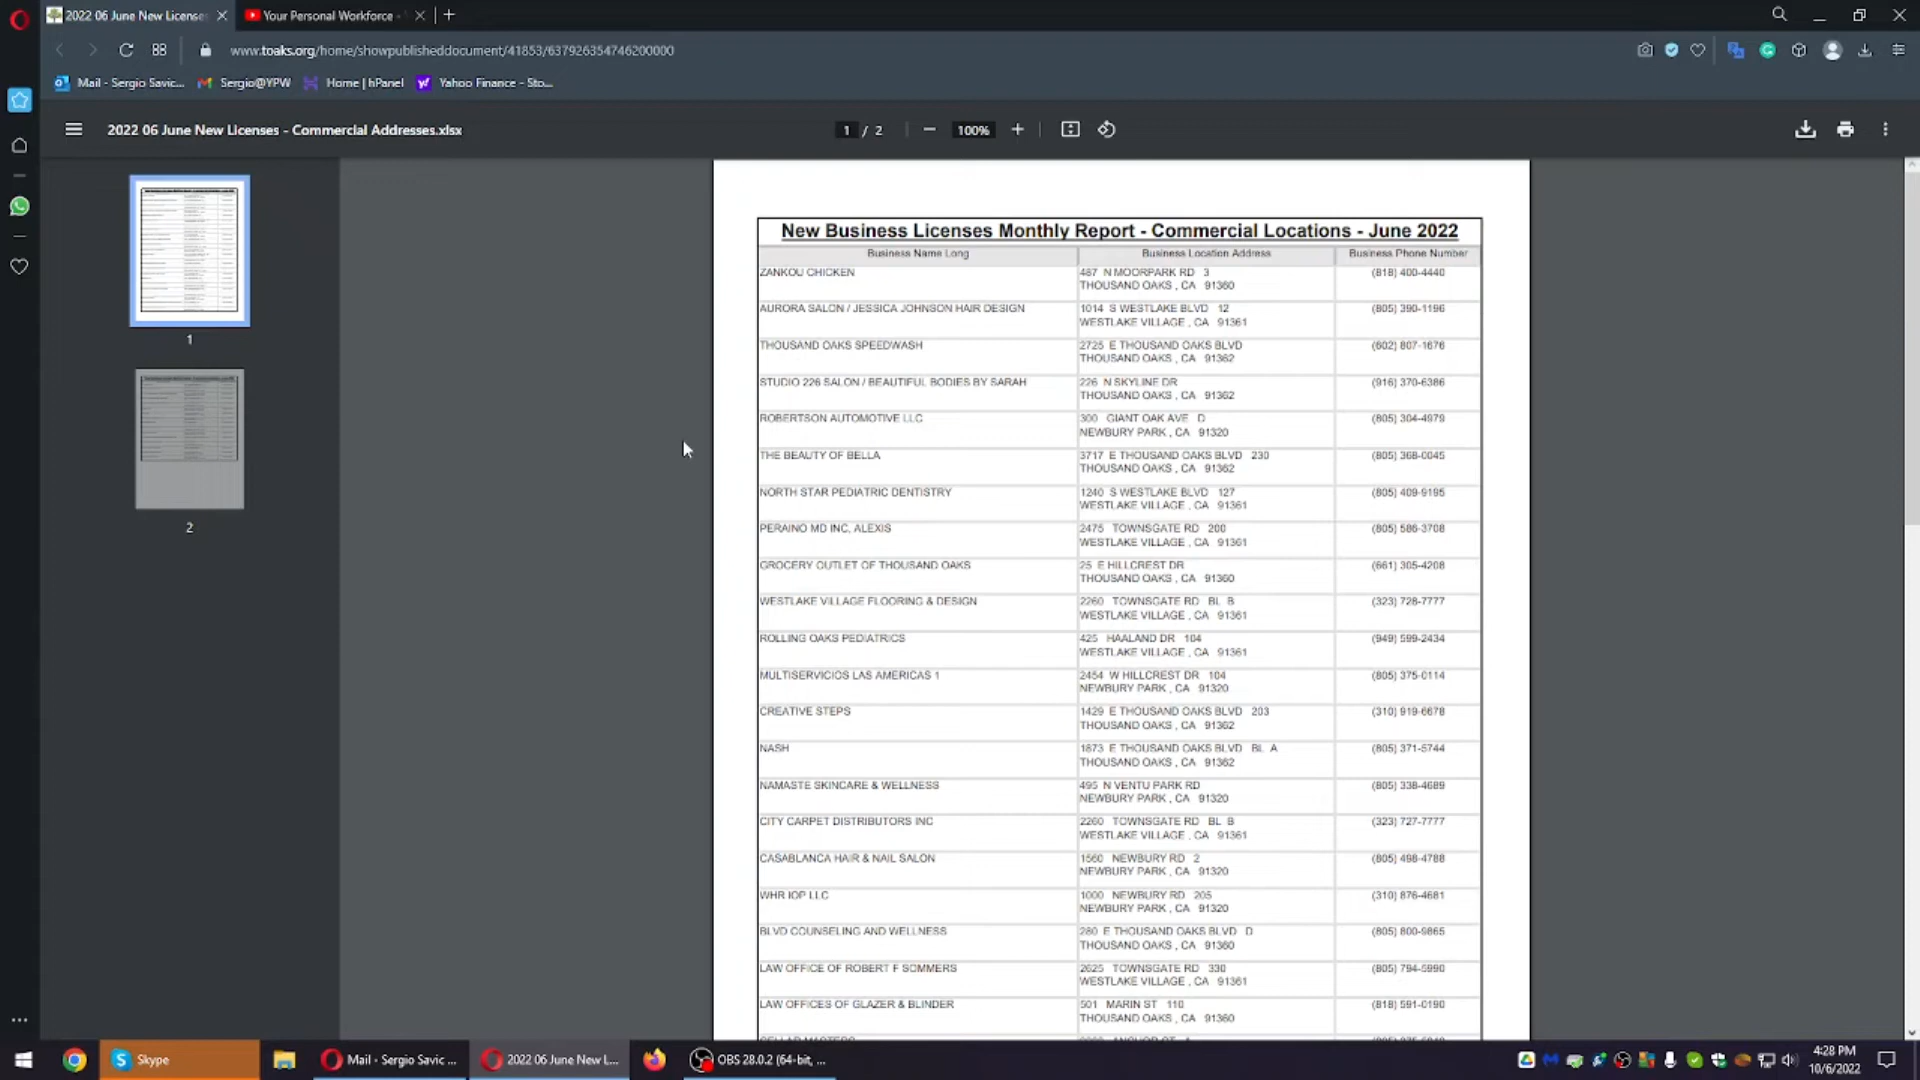 2022 06 June New License
Your Personal Workforce -
www.toaks.org/home/showpublisheddocument/41853/637926354746200000
Mail - Sergio Savic...
Sergio@YPW
Home | hPanel
Yahoo Finance - Sto...
2022 06 June New Licenses - Commercial Addresses.xlsx
1 / 2
100%
1
2
New Business Licenses Monthly Report - Commercial Locations - June 2022
Business Name Long Business Location Address Business Phone Number
ZANKOU CHICKEN 487 N MOORPARK RD 3 (818) 400-4440
THOUSAND OAKS , CA 91360
AURORA SALON / JESSICA JOHNSON HAIR DESIGN 1014 S WESTLAKE BLVD 12 (805) 390-1196
WESTLAKE VILLAGE , CA 91361
THOUSAND OAKS SPEEDWASH 2725 E THOUSAND OAKS BLVD (602) 807-1676
THOUSAND OAKS , CA 91362
STUDIO 226 SALON / BEAUTIFUL BODIES BY SARAH 226 N SKYLINE DR (916) 370-6386
THOUSAND OAKS , CA 91362
ROBERTSON AUTOMOTIVE LLC 300 GIANT OAK AVE D (805) 304-4979
NEWBURY PARK , CA 91320
THE BEAUTY OF BELLA 3717 E THOUSAND OAKS BLVD 230 (805) 368-0045
THOUSAND OAKS , CA 91362
NORTH STAR PEDIATRIC DENTISTRY 1240 S WESTLAKE BLVD 127 (805) 409-9195
WESTLAKE VILLAGE , CA 91361
PERAINO MD INC, ALEXIS 2475 TOWNSGATE RD 200 (805) 586-3708
WESTLAKE VILLAGE , CA 91361
GROCERY OUTLET OF THOUSAND OAKS 25 E HILLCREST DR (661) 305-4208
THOUSAND OAKS , CA 91360
WESTLAKE VILLAGE FLOORING & DESIGN 2260 TOWNSGATE RD BL B (323) 728-7777
WESTLAKE VILLAGE , CA 91361
ROLLING OAKS PEDIATRICS 425 HAALAND DR 104 (949) 599-2434
WESTLAKE VILLAGE , CA 91361
MULTISERVICIOS LAS AMERICAS 1 2454 W HILLCREST DR 104 (805) 375-0114
NEWBURY PARK , CA 91320
CREATIVE STEPS 1429 E THOUSAND OAKS BLVD 203 (310) 919-6678
THOUSAND OAKS , CA 91362
NASH 1873 E THOUSAND OAKS BLVD BL A (805) 371-5744
THOUSAND OAKS , CA 91362
NAMASTE SKINCARE & WELLNESS 495 N VENTU PARK RD (805) 338-4689
NEWBURY PARK , CA 91320
CITY CARPET DISTRIBUTORS INC 2260 TOWNSGATE RD BL B (323) 727-7777
WESTLAKE VILLAGE , CA 91361
CASABLANCA HAIR & NAIL SALON 1560 NEWBURY RD 2 (805) 498-4788
NEWBURY PARK , CA 91320
WHR IOP LLC 1000 NEWBURY RD 205 (310) 876-4681
NEWBURY PARK , CA 91320
BLVD COUNSELING AND WELLNESS 280 E THOUSAND OAKS BLVD D (805) 800-9865
THOUSAND OAKS , CA 91360
LAW OFFICE OF ROBERT F SOMMERS 2625 TOWNSGATE RD 330 (805) 794-5990
WESTLAKE VILLAGE , CA 91361
LAW OFFICES OF GLAZER & BLINDER 501 MARIN ST 110 (818) 591-0190
THOUSAND OAKS , CA 91360
Skype
Mail - Sergio Savic ...
2022 06 June New L...
OBS 28.0.2 (64-bit, ...
4:28 PM
10/6/2022